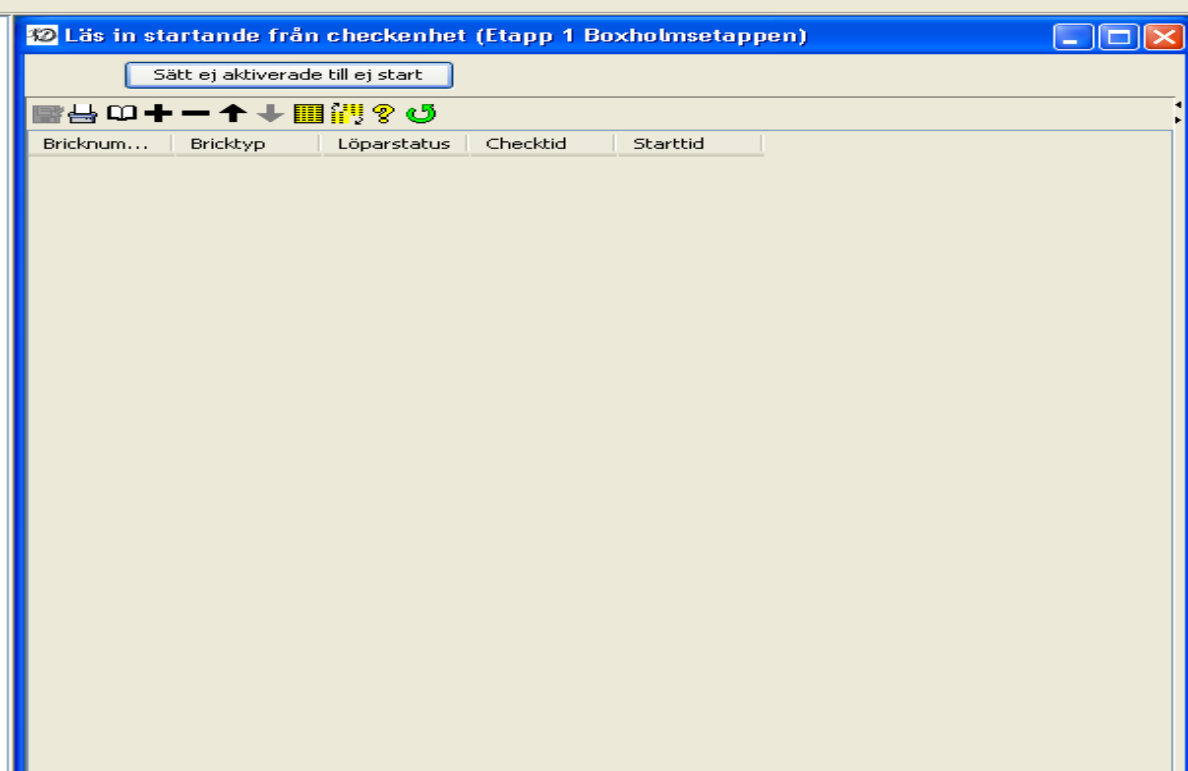 Läs in startande från checkenhet (Etapp 1 Boxholmsetappen)
Sätt ej aktiverade till ej start
Bricknum... Bricktyp Löparstatus Checktid Starttid